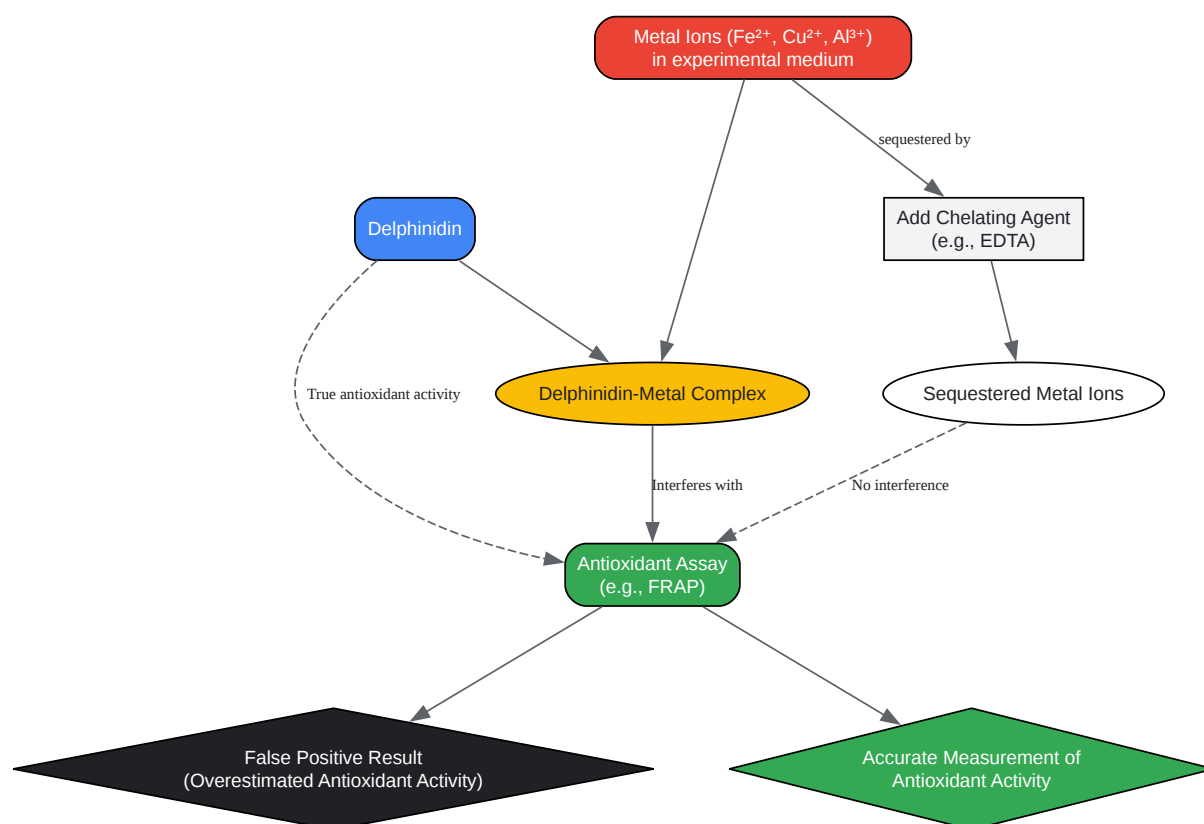 Metal Ions (Fe²⁺, Cu²⁺, Al³⁺)
in experimental medium
sequestered by
Delphinidin
Add Chelating Agent
(e.g., EDTA)
True antioxidant activity
Delphinidin-Metal Complex
Sequestered Metal Ions
Interferes with
No interference
Antioxidant Assay
(e.g., FRAP)
False Positive Result
(Overestimated Antioxidant Activity)
Accurate Measurement of
Antioxidant Activity